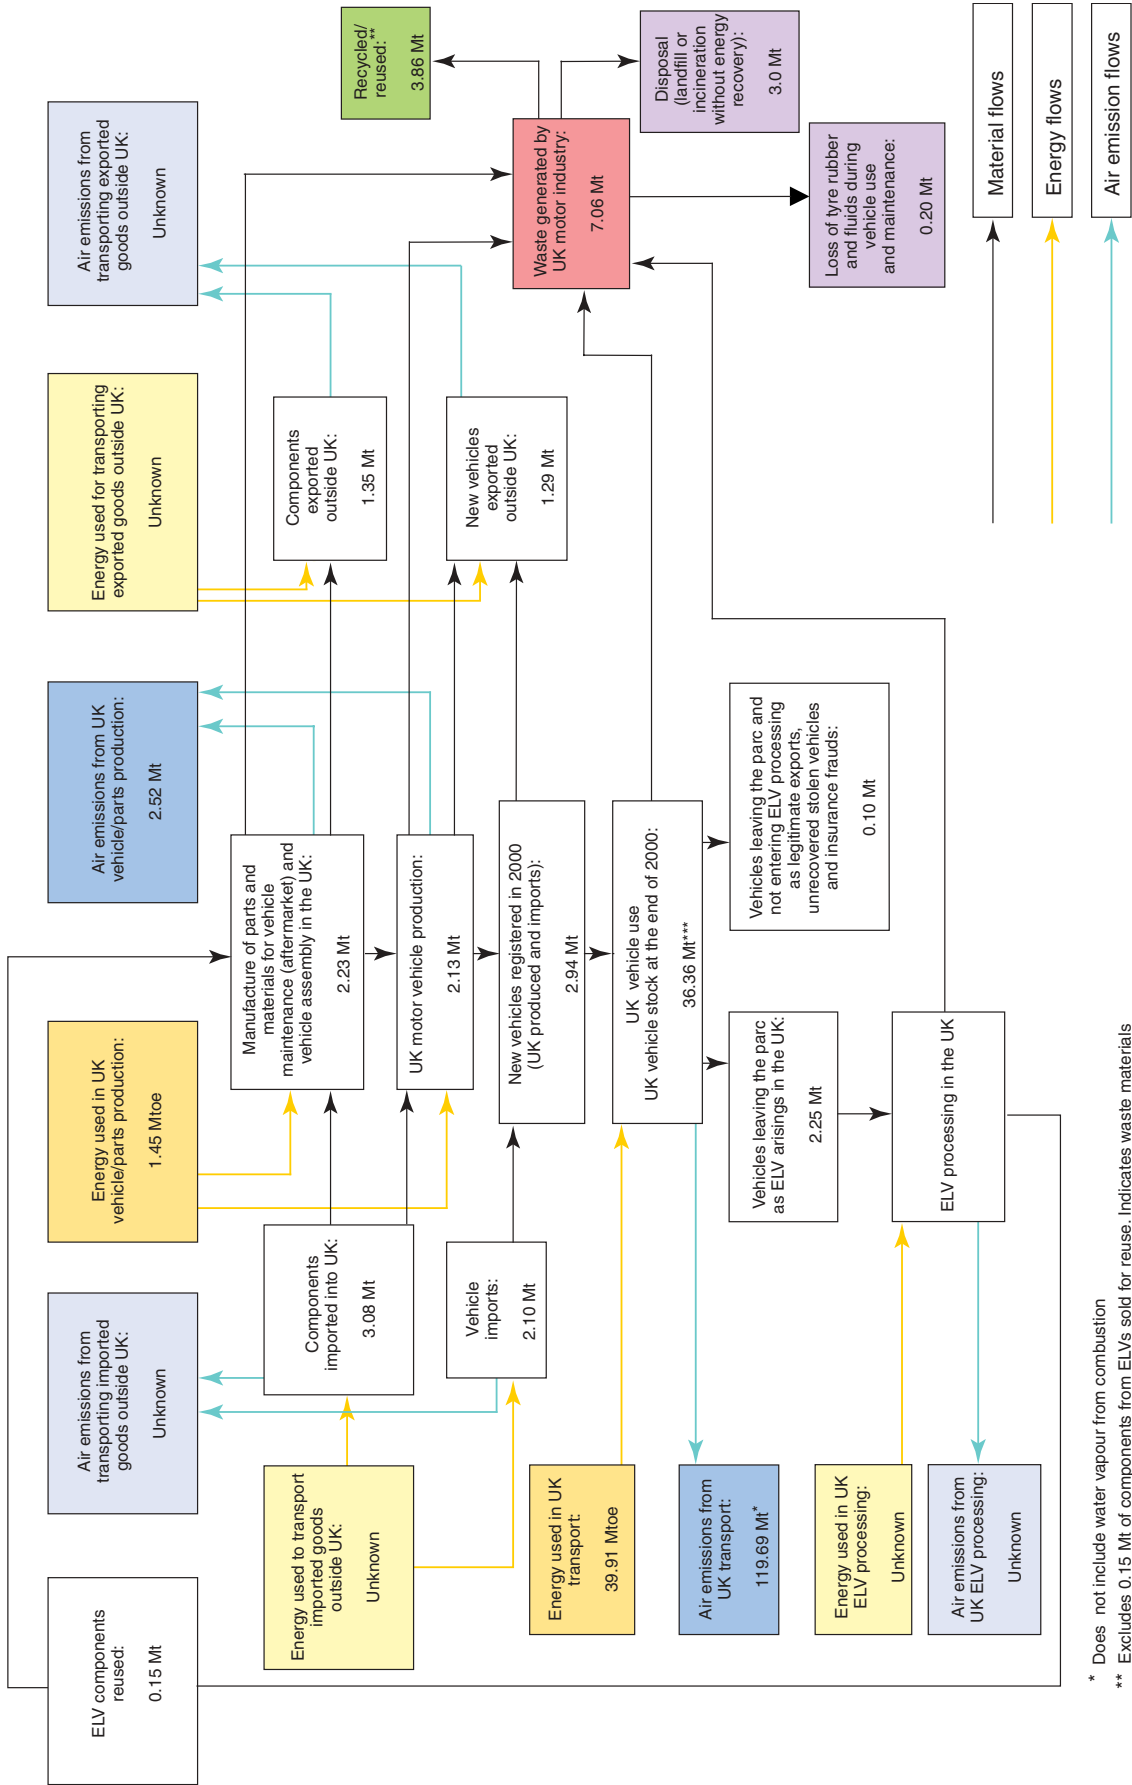 ELV components
reused:
0.15 Mt
Air emissions from
transporting imported
goods outside UK:
Unknown
Energy used in UK
vehicle/parts production:
1.45 Mtoe
Air emissions from UK
vehicle/parts production:
2.52 Mt
Energy used for transporting
exported goods outside UK:
Unknown
Air emissions from
transporting exported
goods outside UK:
Unknown
Energy used to transport
imported goods
outside UK:
Unknown
Components
imported into UK:
3.08 Mt
Manufacture of parts and
materials for vehicle
maintenance (aftermarket) and
vehicle assembly in the UK:
2.23 Mt
Components
exported
outside UK:
1.35 Mt
Recycled/
reused:**
3.86 Mt
UK motor vehicle production:
2.13 Mt
Vehicle
imports:
2.10 Mt
New vehicles
exported
outside UK:
1.29 Mt
New vehicles registered in 2000
(UK produced and imports):
2.94 Mt
Waste generated by
UK motor industry:
7.06 Mt
Energy used in UK
transport:
39.91 Mtoe
UK vehicle use
UK vehicle stock at the end of 2000:
36.36 Mt***
Disposal
(landfill or
incineration
without energy
recovery):
3.0 Mt
Air emissions from
UK transport:
119.69 Mt*
Vehicles leaving the parc
as ELV arisings in the UK:
2.25 Mt
Vehicles leaving the parc and
not entering ELV processing
as legitimate exports,
unrecovered stolen vehicles
and insurance frauds:
0.10 Mt
Loss of tyre rubber
and fluids during
vehicle use
and maintenance:
0.20 Mt
Energy used in UK
ELV processing:
Unknown
ELV processing in the UK
Air emissions from
UK ELV processing:
Unknown
Material flows
Energy flows
Air emission flows
* Does not include water vapour from combustion
** Excludes 0.15 Mt of components from ELVs sold for reuse. Indicates waste materials